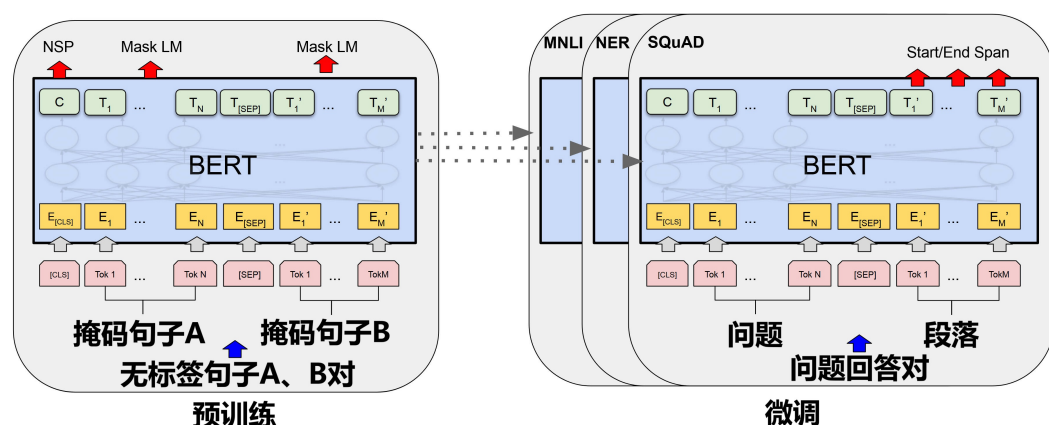 NSP Mask LM Mask LM
C T1 ... TN T[SEP] T1' ... TM'
BERT
E[CLS] E1 ... EN E[SEP] E1' ... EM'
[CLS] Tok 1 ... Tok N [SEP] Tok 1 ... TokM
掩码句子A 掩码句子B
无标签句子A、B对
预训练
MNLI NER SQuAD
Start/End Span
C T1 ... TN T[SEP] T1' ... TM'
BERT
E[CLS] E1 ... EN E[SEP] E1' ... EM'
[CLS] Tok 1 ... Tok N [SEP] Tok 1 ... TokM
问题 段落
问题回答对
微调